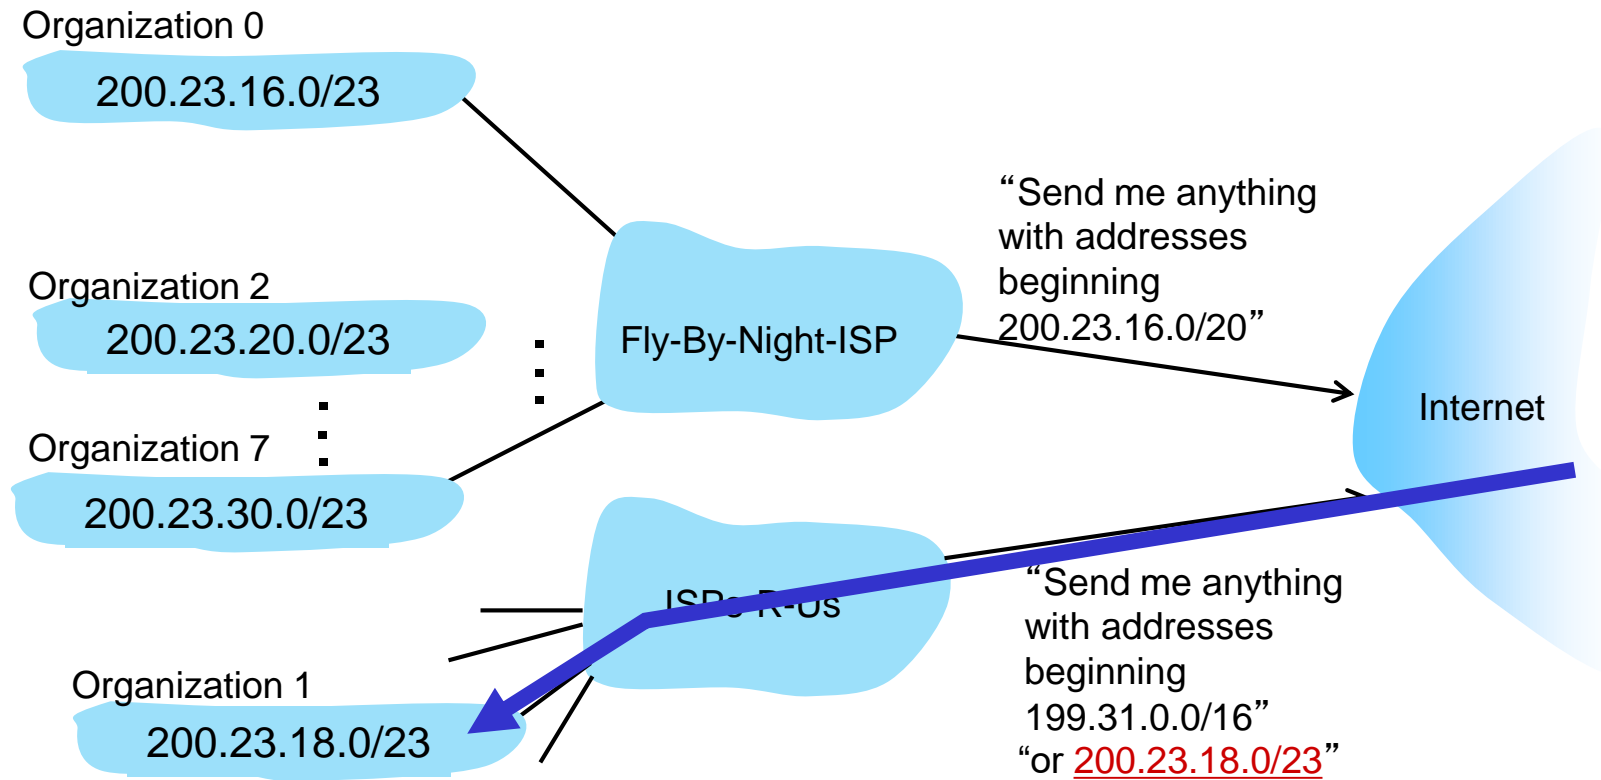 Organization 0
200.23.16.0/23
Organization 2
200.23.20.0/23
Organization 7
200.23.30.0/23
Fly-By-Night-ISP
“Send me anything
with addresses
beginning
200.23.16.0/20”
Internet
ISPs-R-Us
Organization 1
200.23.18.0/23
“Send me anything
with addresses
beginning
199.31.0.0/16”
“or 200.23.18.0/23”